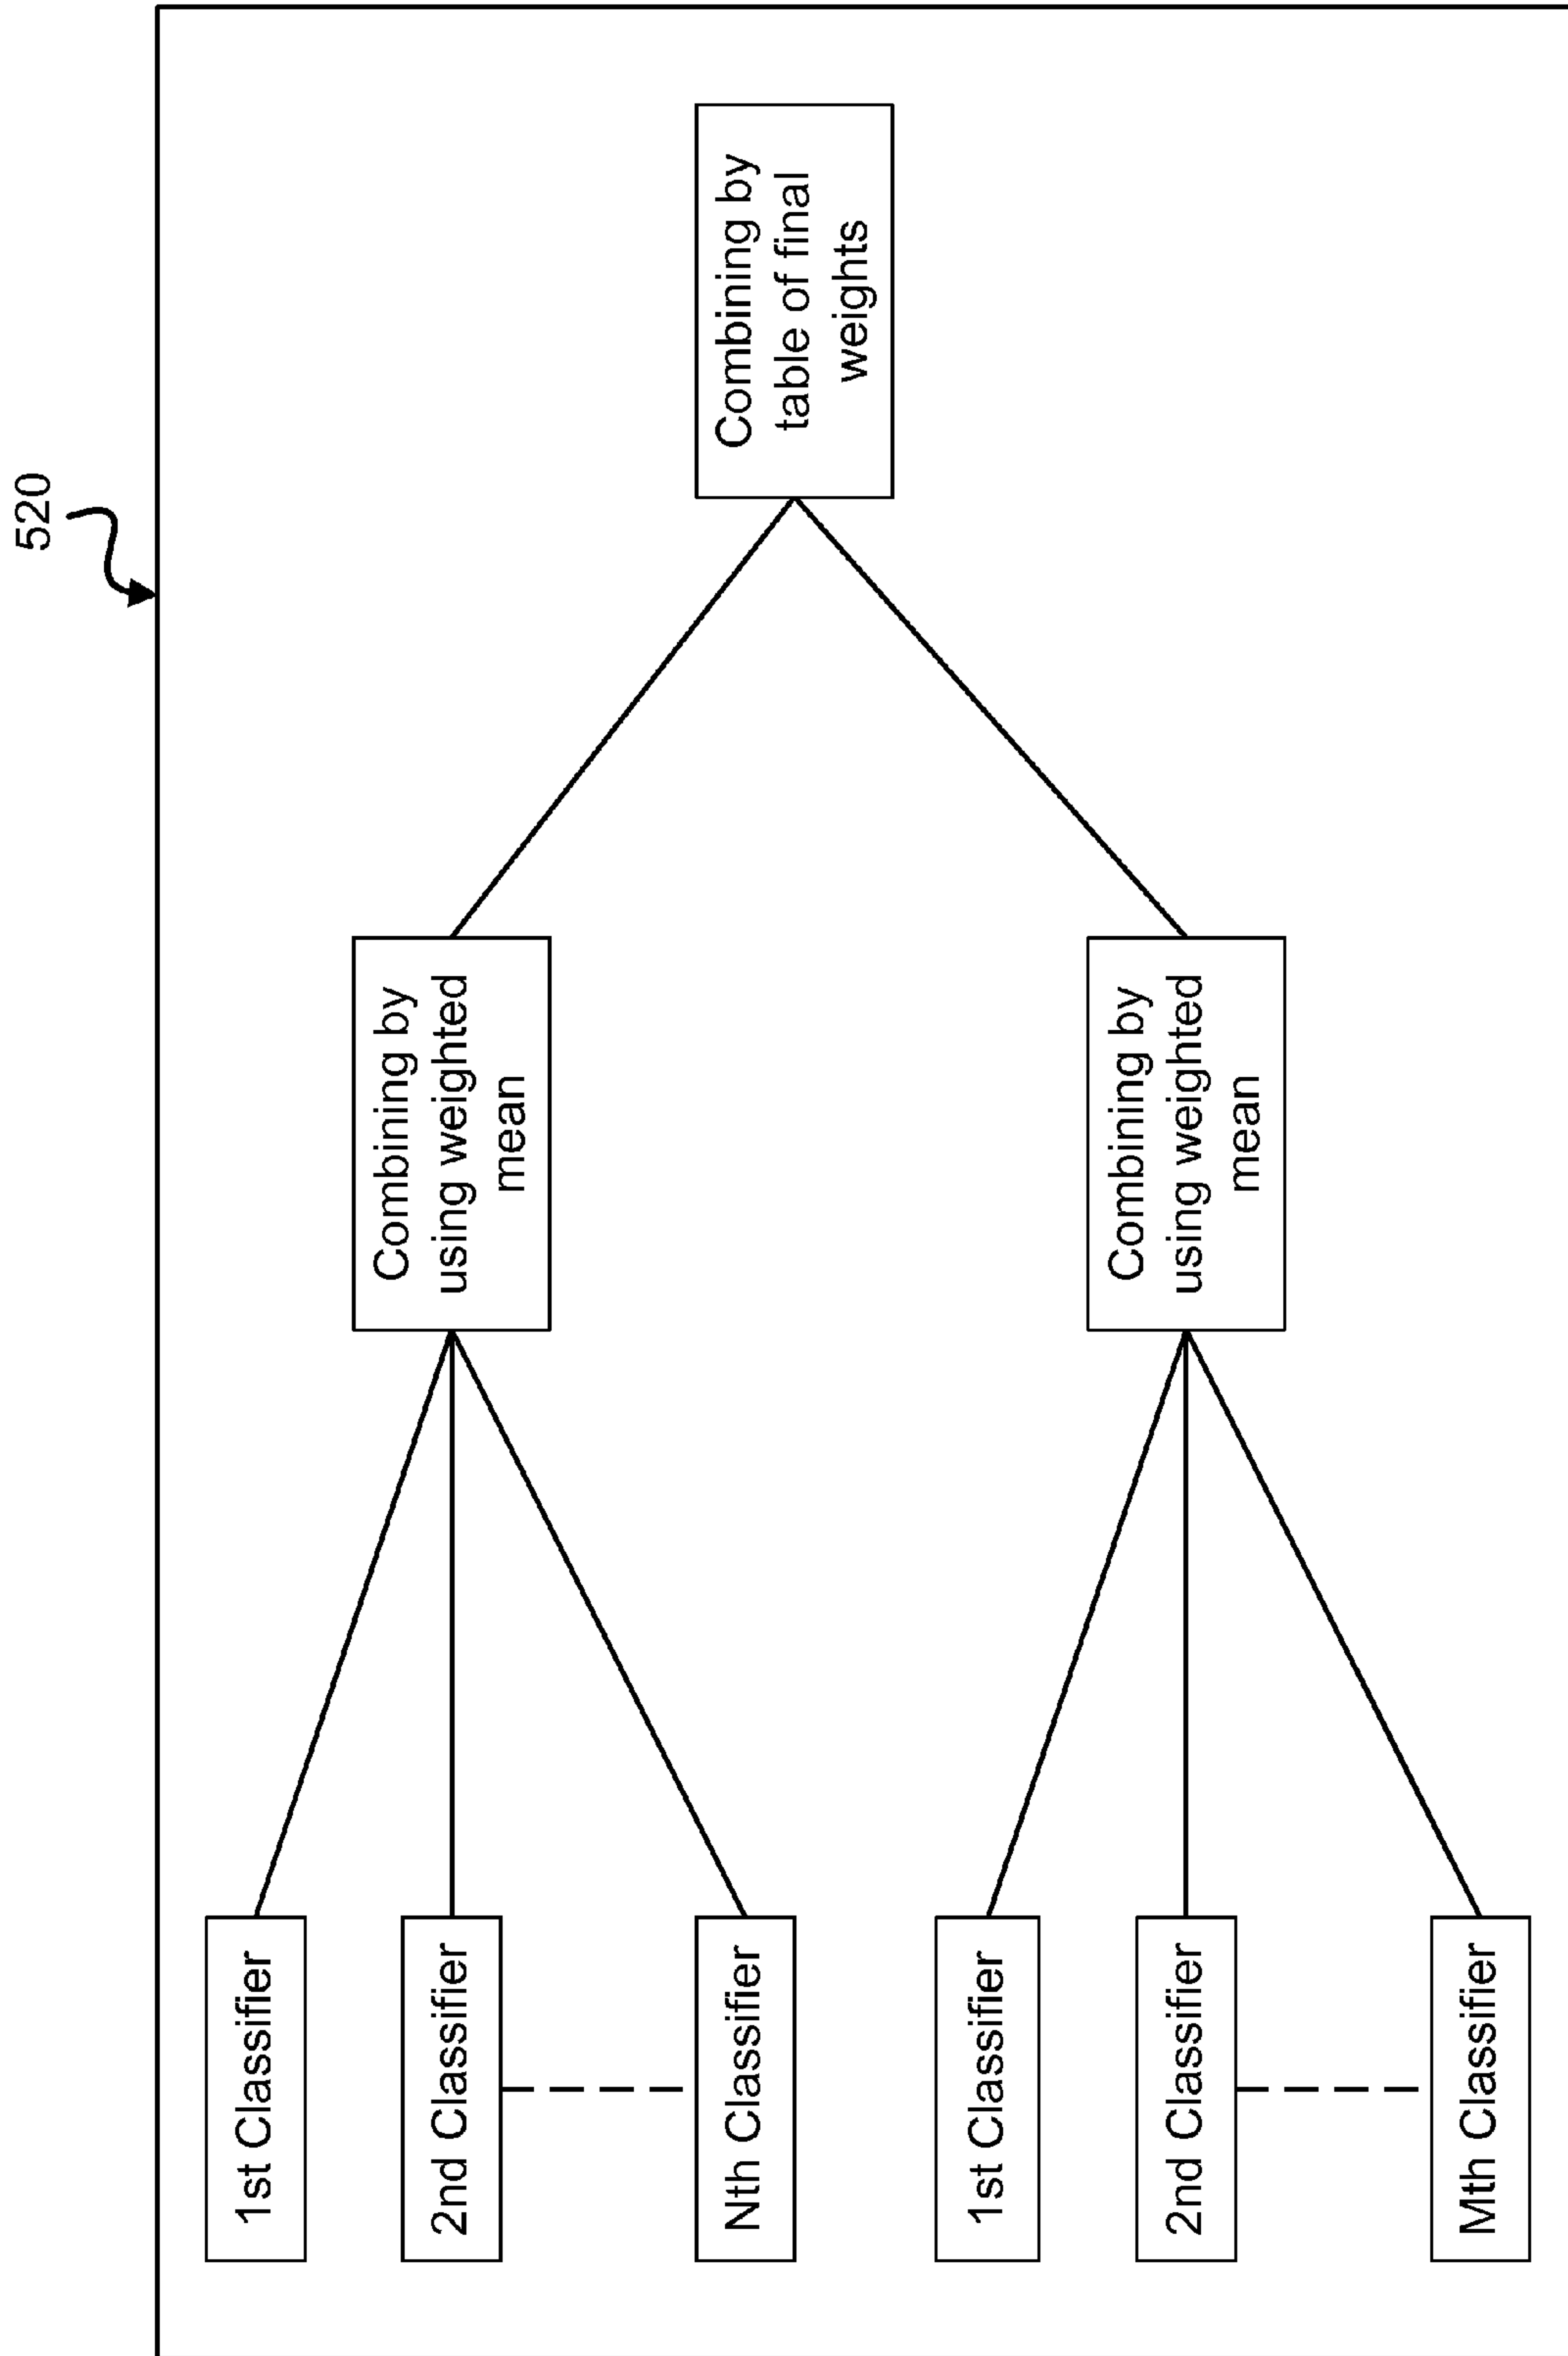 520
1st Classifier
2nd Classifier
Nth Classifier
Combining by
using weighted
mean
1st Classifier
2nd Classifier
Mth Classifier
Combining by
using weighted
mean
Combining by
table of final
weights